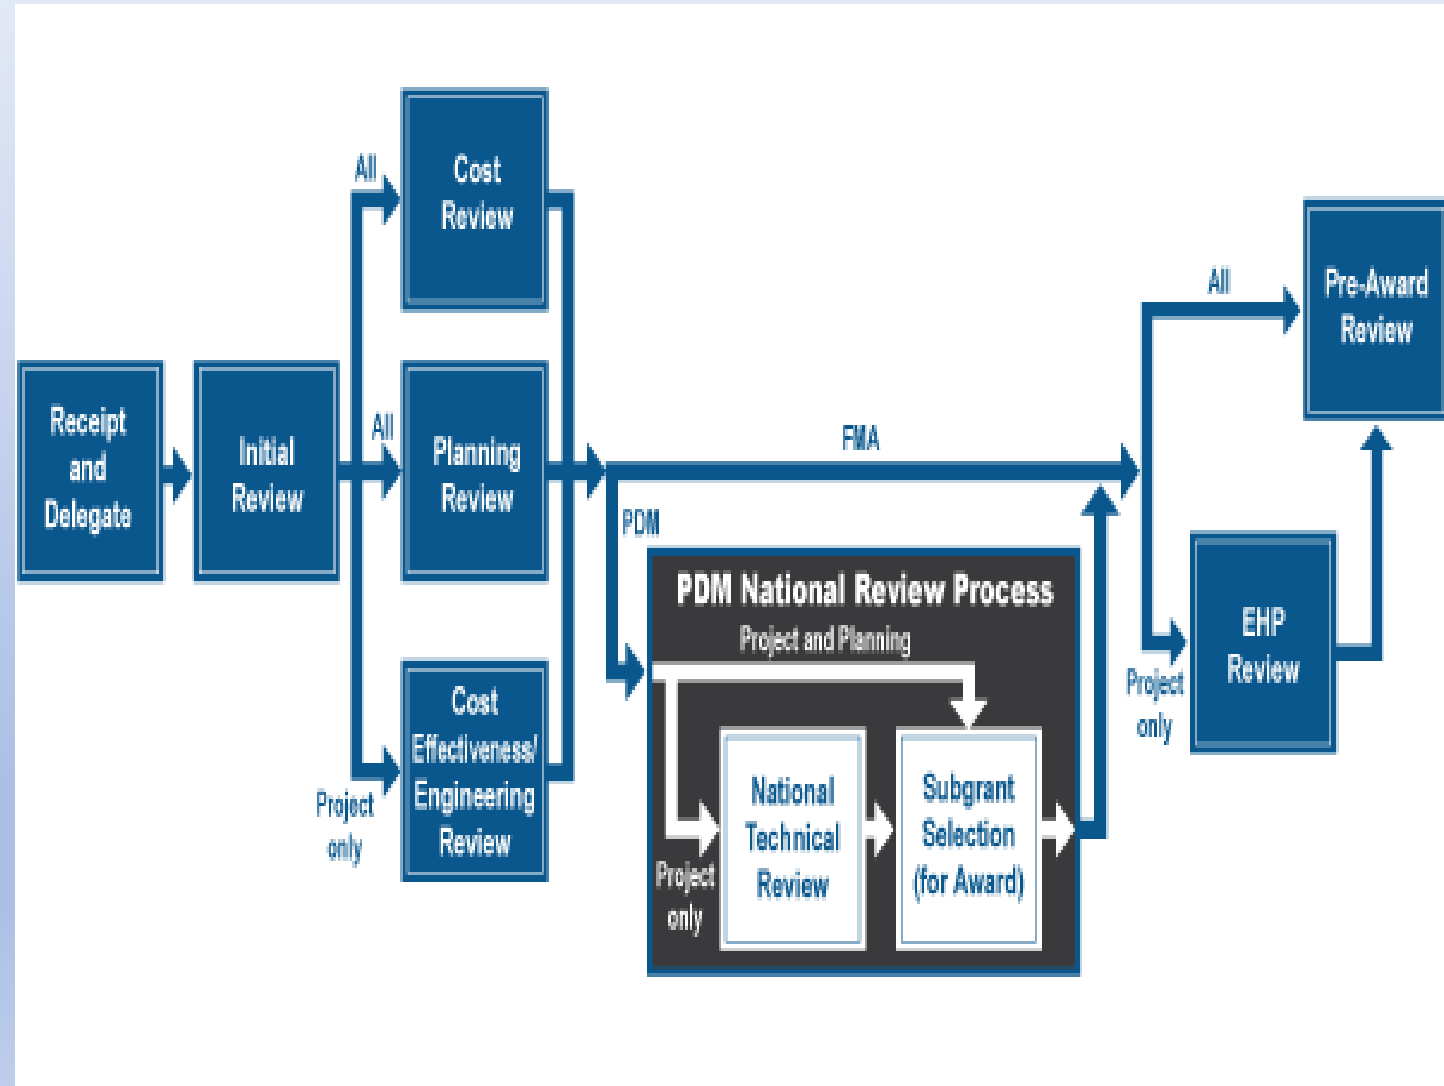 All
Cost
Review
Receipt
and
Delegate
Initial
Review
All
Planning
Review
Project
only
Cost
Effectiveness/
Engineering
Review
FMA
PDM
PDM National Review Process
Project and Planning
Project
only
National
Technical
Review
Subgrant
Selection
(for Award)
All
Pre-Award
Review
Project
only
EHP
Review